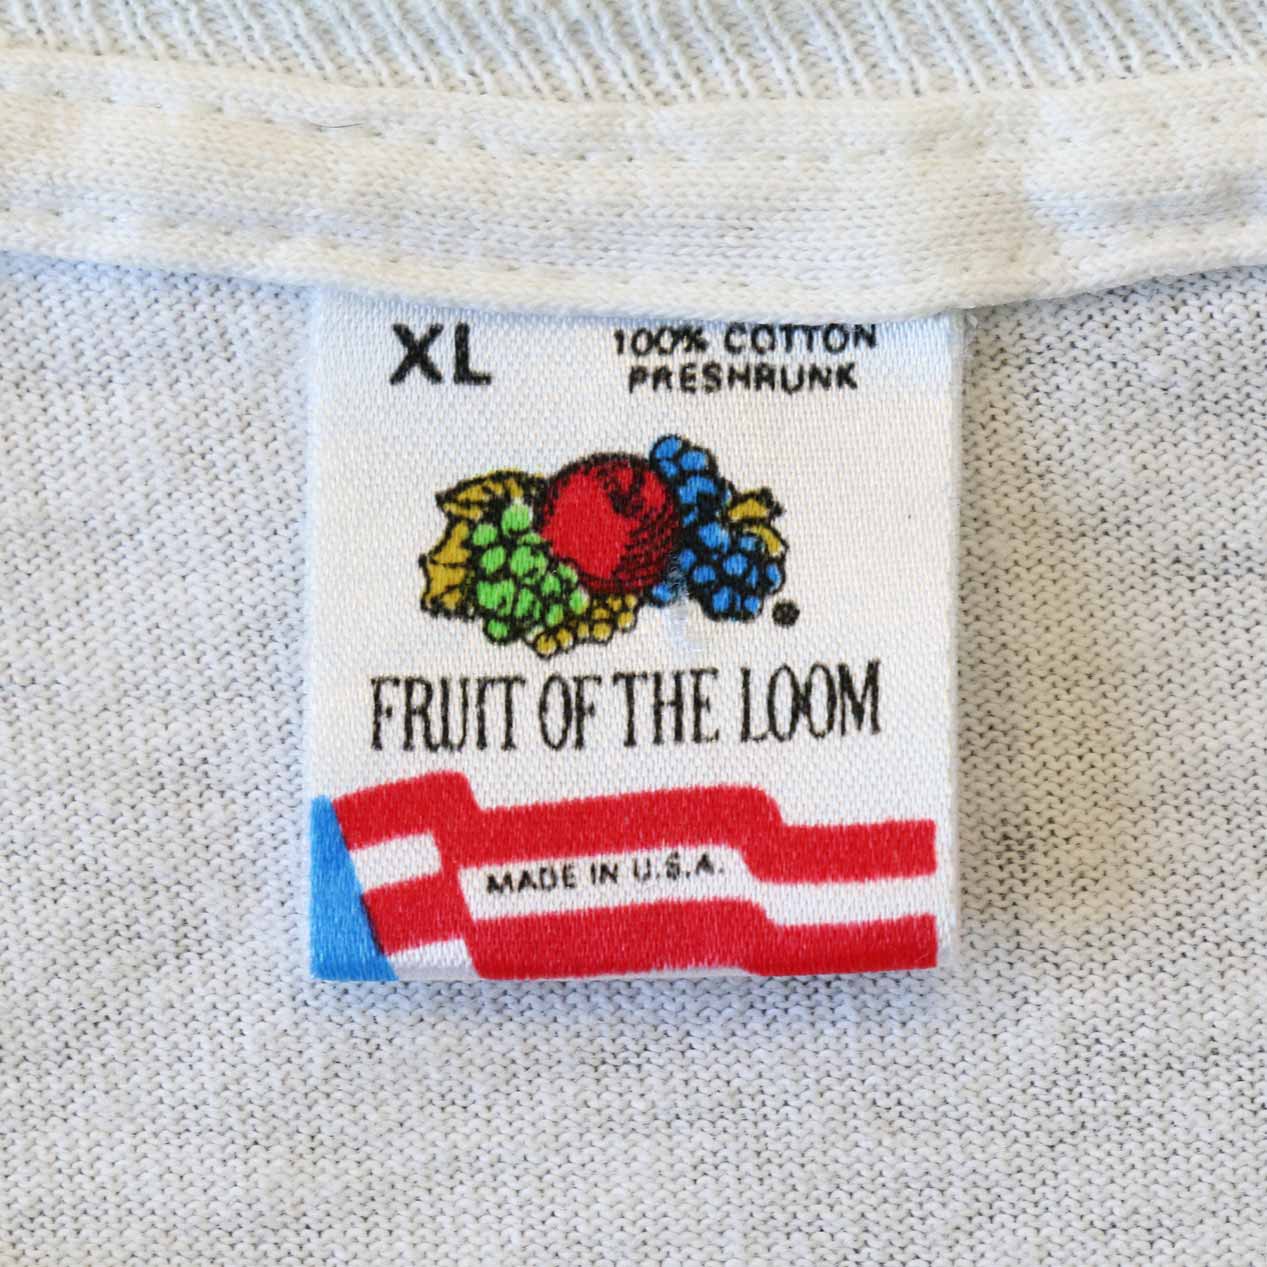 XL
100% COTTON
PRESHRUNK
FRUIT OF THE LOOM
MADE IN U.S.A.